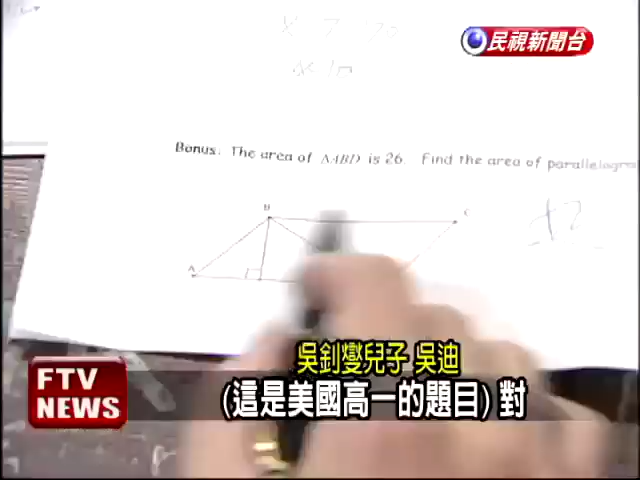 民視新聞台
Bonus: The area of ΔABD is 26. Find the area of parallelogra
B
C
A
52
吳釗燮兒子 吳迪
(這是美國高一的題目) 對
FTV
NEWS